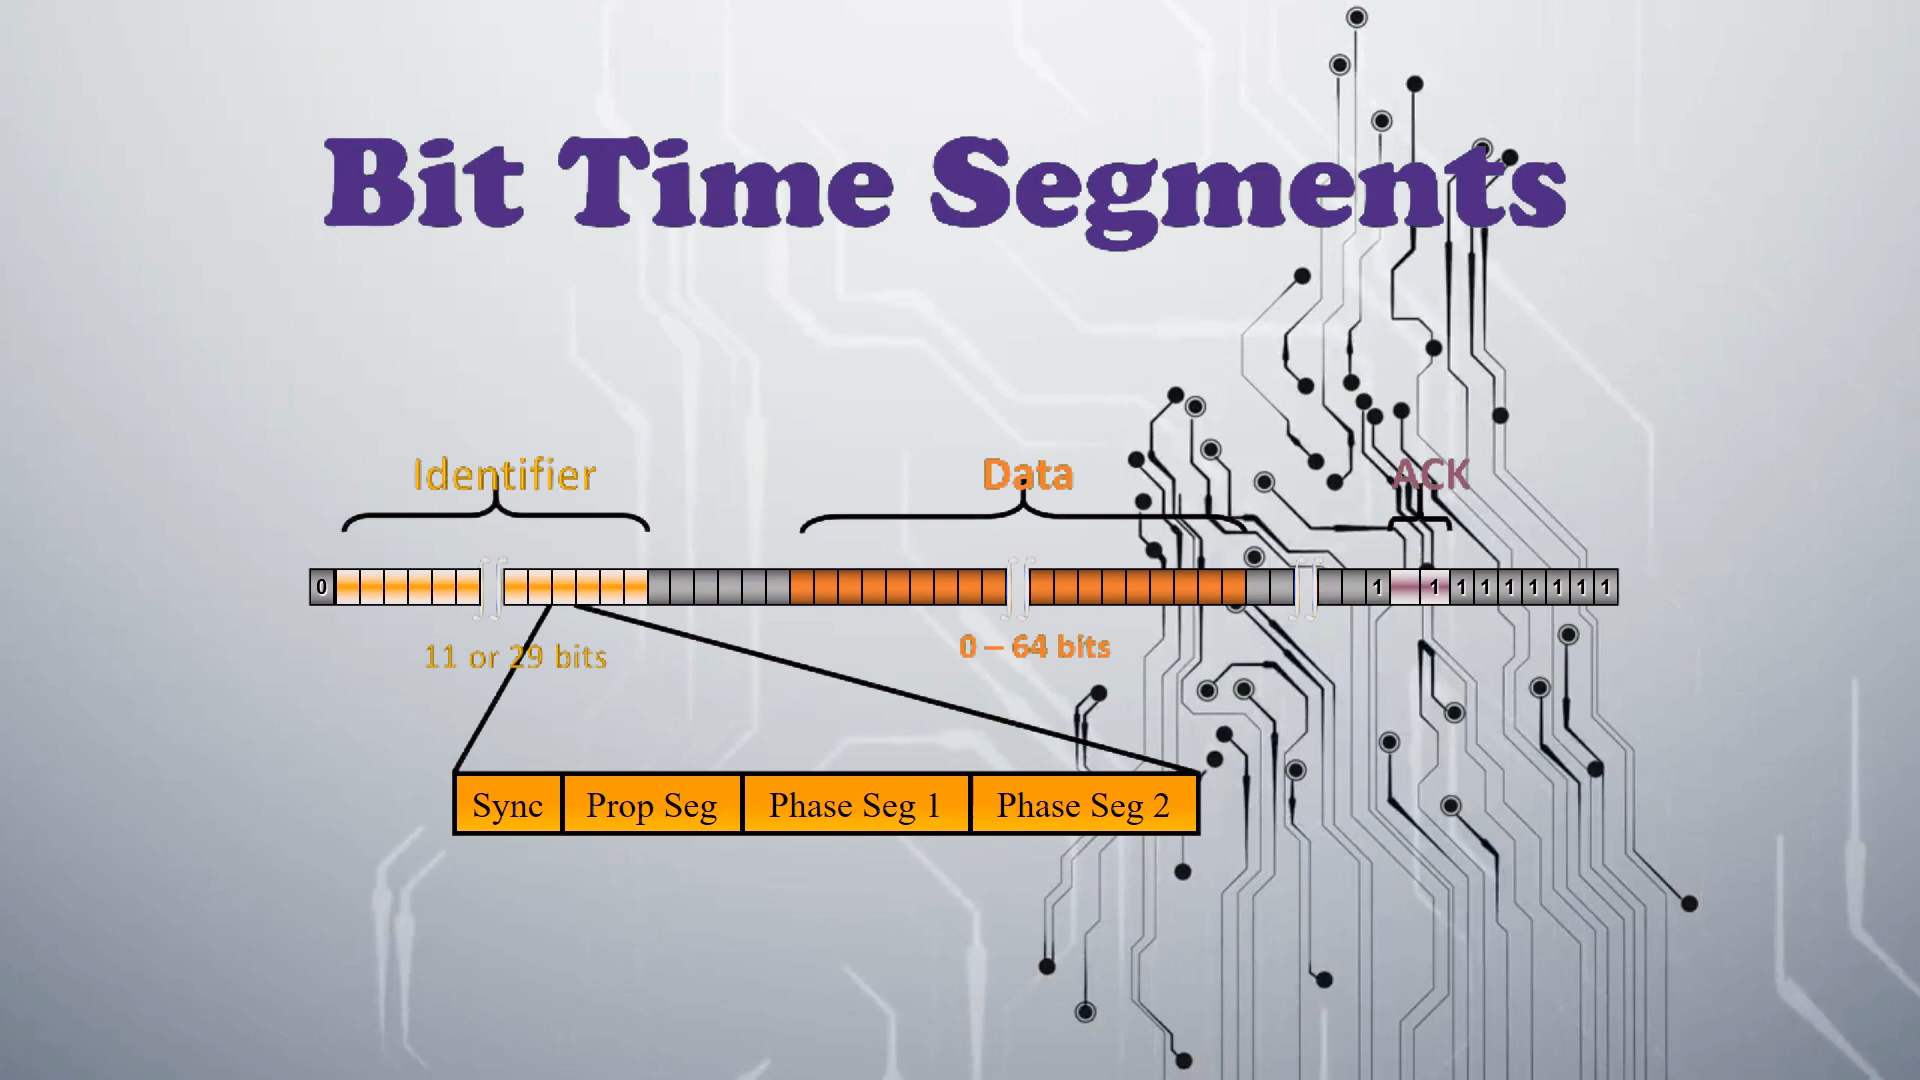 Bit Time Segments
Identifier Data ACK
0 1 1 1 1 1 1 1 1 1
11 or 29 bits 0 – 64 bits
Sync Prop Seg Phase Seg 1 Phase Seg 2